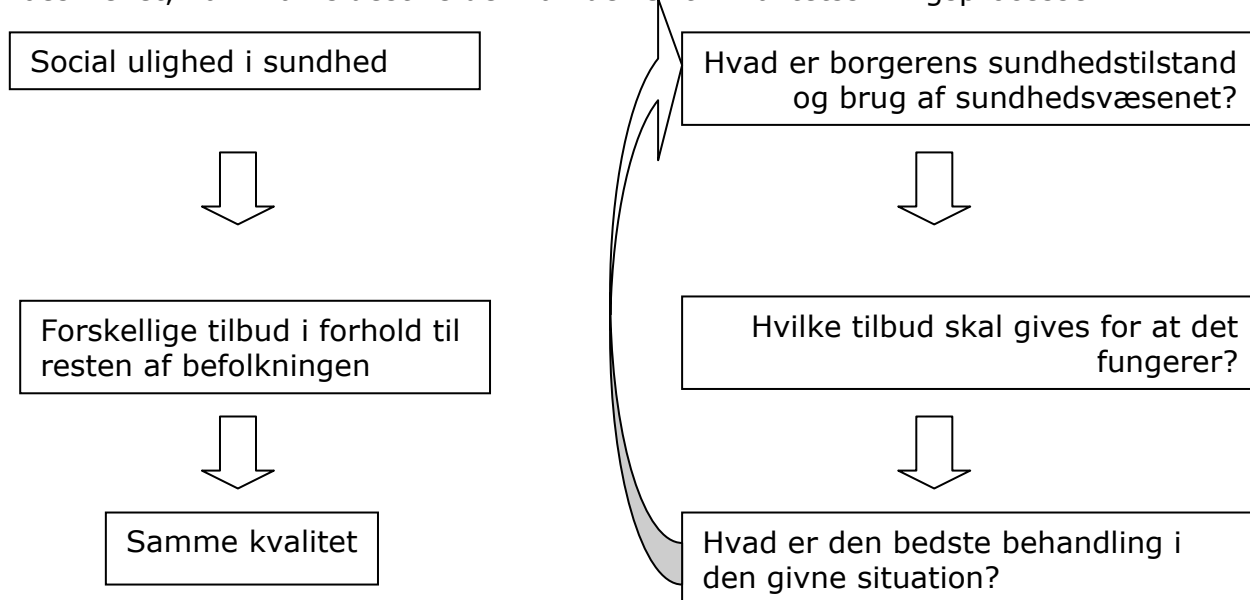 Social ulighed i sundhed
Forskellige tilbud i forhold til
resten af befolkningen
Samme kvalitet
Hvad er borgerens sundhedstilstand
og brug af sundhedsvæsenet?
Hvilke tilbud skal gives for at det
fungerer?
Hvad er den bedste behandling i
den givne situation?